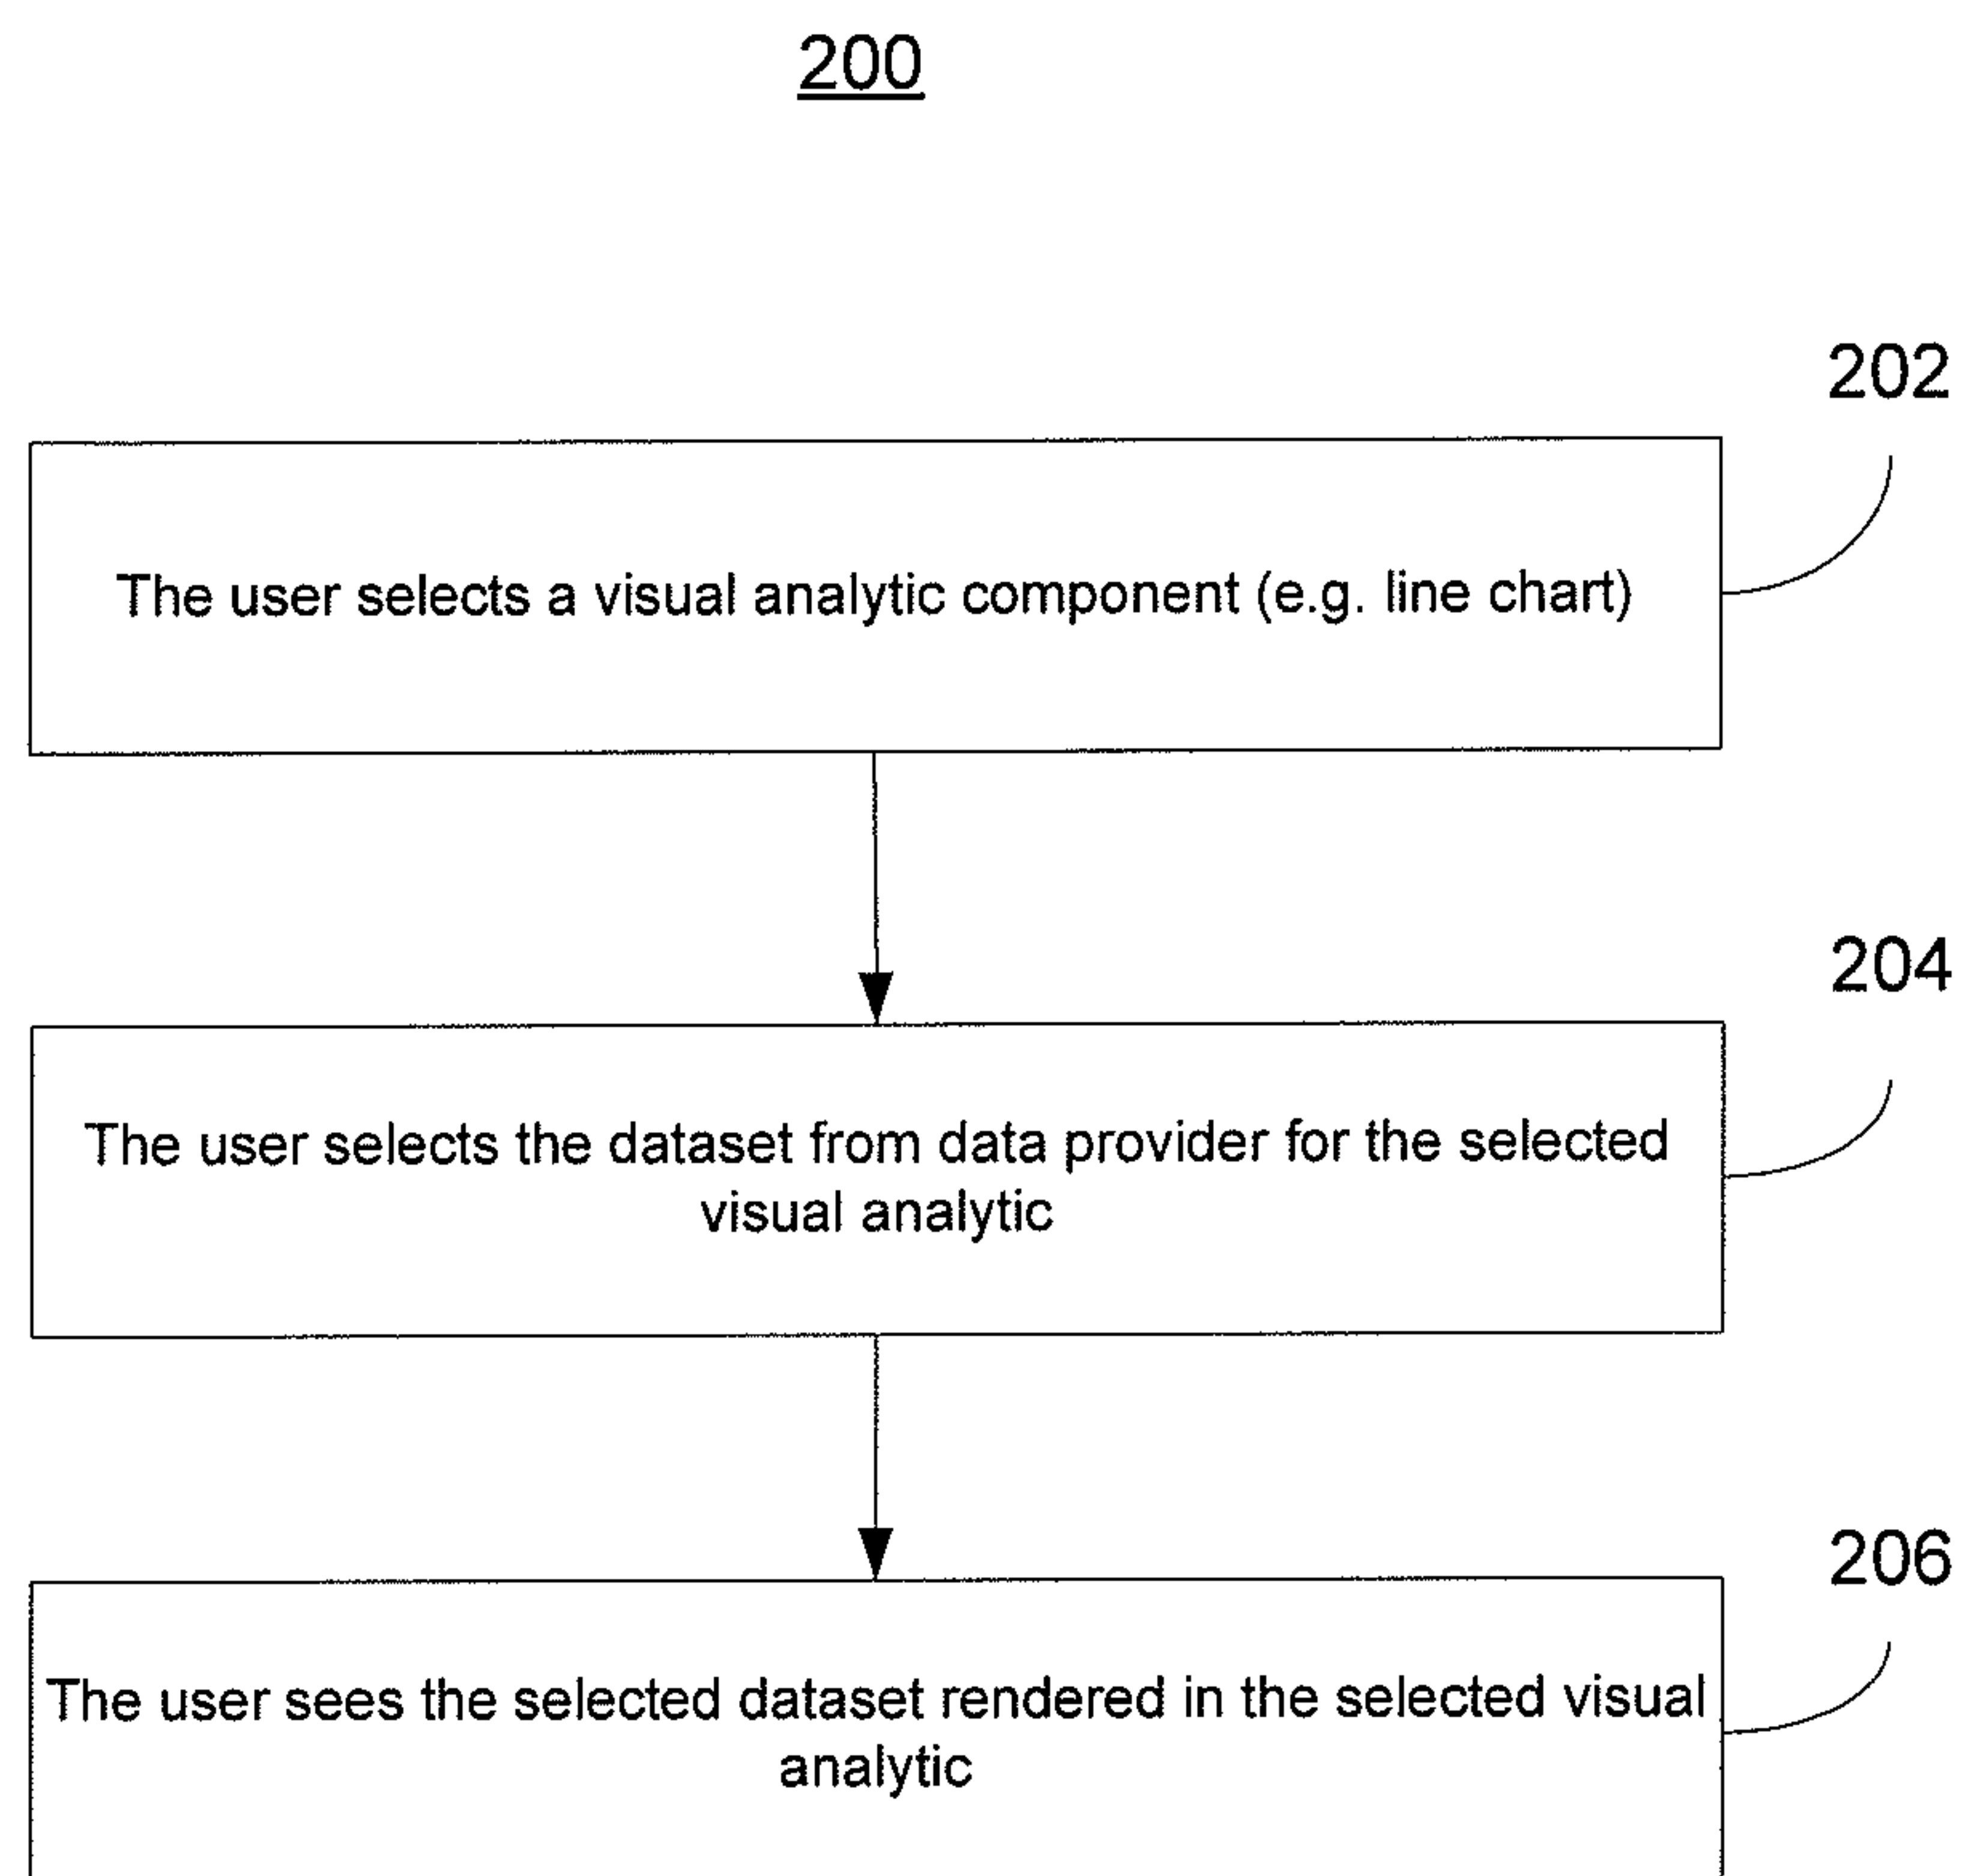 200
202
The user selects a visual analytic component (e.g. line chart)
204
The user selects the dataset from data provider for the selected
visual analytic
206
The user sees the selected dataset rendered in the selected visual
analytic